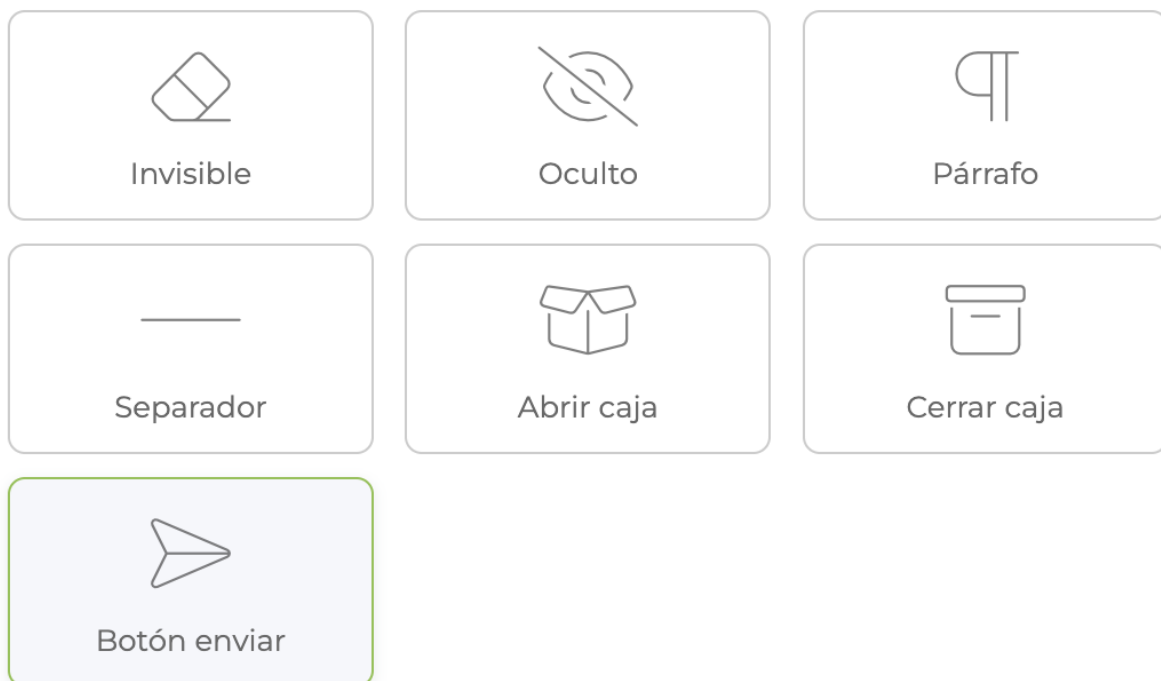 Invisible
Oculto
Párrafo
Separador
Abrir caja
Cerrar caja
Botón enviar